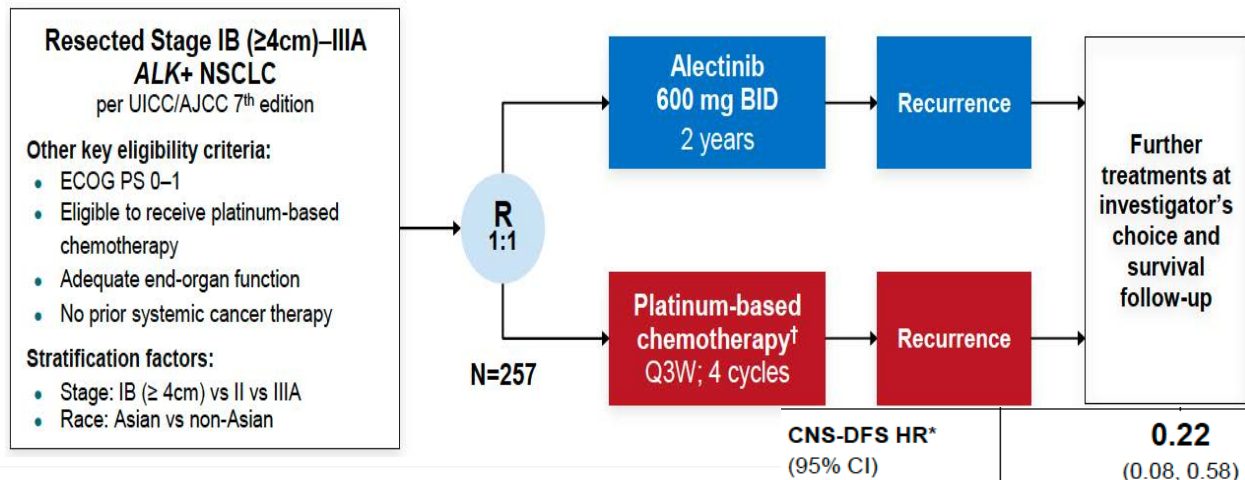 Resected Stage IB (≥4cm)–IIIA
ALK+ NSCLC
per UICC/AJCC 7th edition
Other key eligibility criteria:
• ECOG PS 0–1
• Eligible to receive platinum-based
chemotherapy
• Adequate end-organ function
• No prior systemic cancer therapy
Stratification factors:
• Stage: IB (≥ 4cm) vs II vs IIIA
• Race: Asian vs non-Asian
R
1:1
N=257
Alectinib
600 mg BID
2 years
Recurrence
Platinum-based
chemotherapy†
Q3W; 4 cycles
Recurrence
Further
treatments at
investigator's
choice and
survival
follow-up
CNS-DFS HR*
(95% CI)
0.22
(0.08, 0.58)